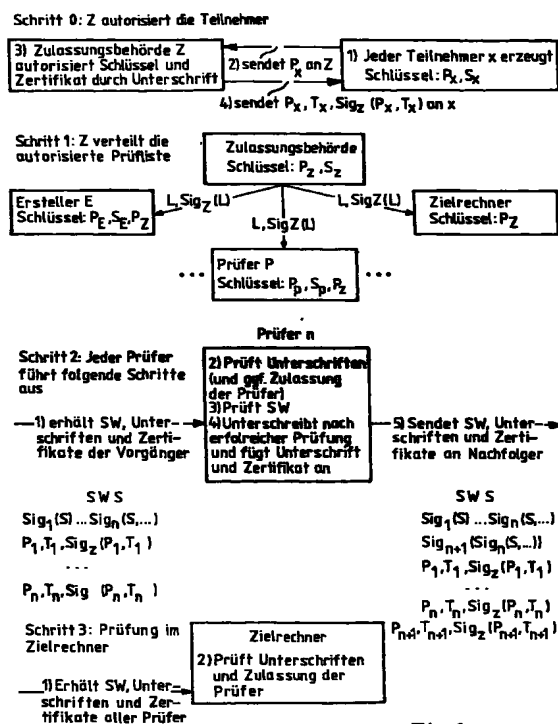 Schritt 0: Z autorisiert die Teilnehmer
3) Zulassungsbehörde Z
autorisiert Schlüssel und
Zertifikat durch Unterschrift
2) sendet Px an Z
1) Jeder Teilnehmer x erzeugt
Schlüssel: Px, Sx
4) sendet Px, Tx, Sigz (Px, Tx) an x
Schritt 1: Z verteilt die
autorisierte Prüfliste
Zulassungsbehörde
Schlüssel: Pz, Sz
Ersteller E
Schlüssel: PE, SE, PZ
L, SigZ(L)
L, SigZ(L)
Zielrechner
Schlüssel: PZ
L, SigZ(L)
...
Prüfer P
Schlüssel: Pp, Sp, Pz
...
Prüfer n
Schritt 2: Jeder Prüfer
führt folgende Schritte
aus
2) Prüft Unterschriften
(und ggf. Zulassung
der Prüfer)
3) Prüft SW
4) Unterschreibt nach
erfolreicher Prüfung
und fügt Unterschrift
und Zertifikat an
1) erhält SW, Unter-
schriften und Zerti-
fikate der Vorgänger
5) Sendet SW, Unter-
schriften und Zerti-
fikate an Nachfolger
SWS
Sig1(S) ... Sign(S,...)
P1, T1, Sigz (P1, T1)
...
Pn, Tn, Sig (Pn, Tn)
SWS
Sig1(S) ... Sign(S,...)
Sign+1 (Sign(S,...))
P1, T1, Sigz (P1, T1)
...
Pn, Tn, Sigz (Pn, Tn)
Pn+1, Tn+1, Sigz (Pn+1, Tn+1)
Schritt 3: Prüfung im
Zielrechner
Zielrechner
2) Prüft Unterschriften
und Zulassung der
Prüfer
1) Erhält SW, Unter-
schriften und Zer-
tifikate aller Prüfer